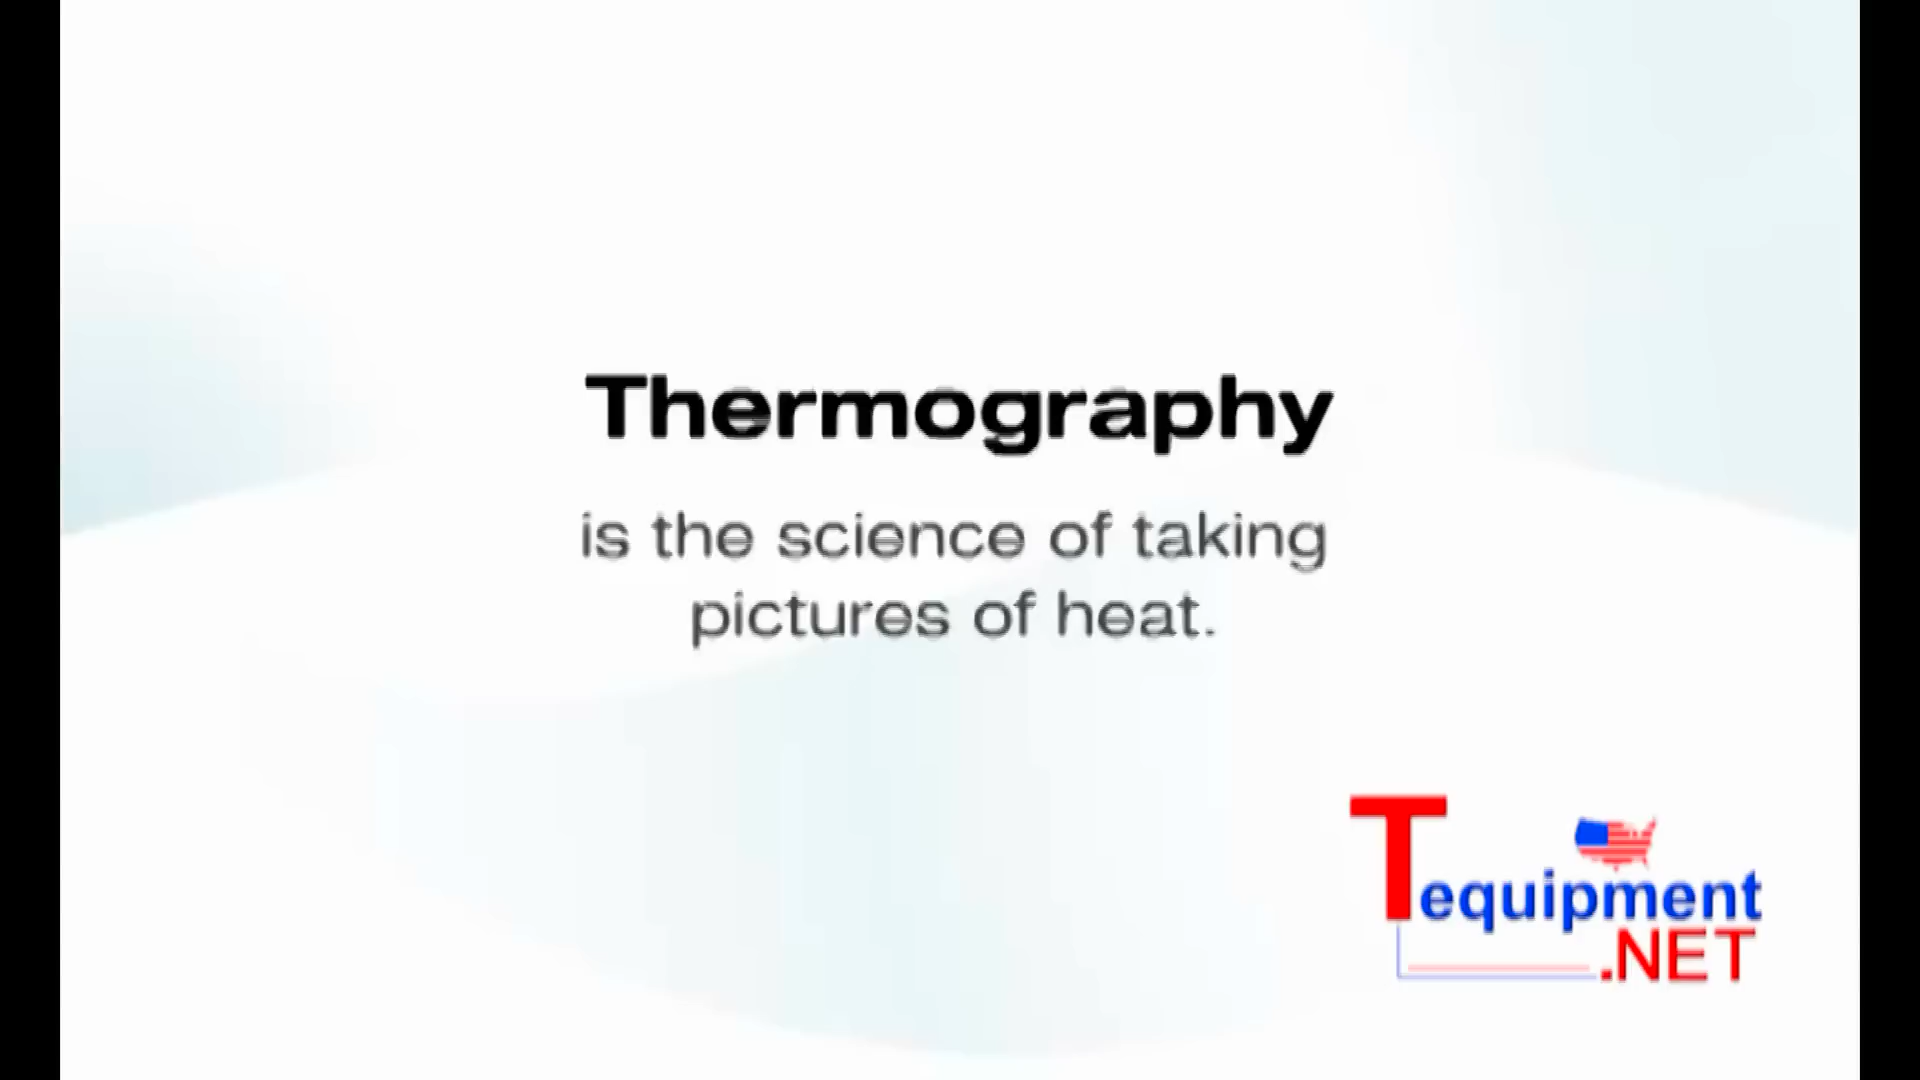 Thermography
is the science of taking
pictures of heat.
Tequipment
.NET